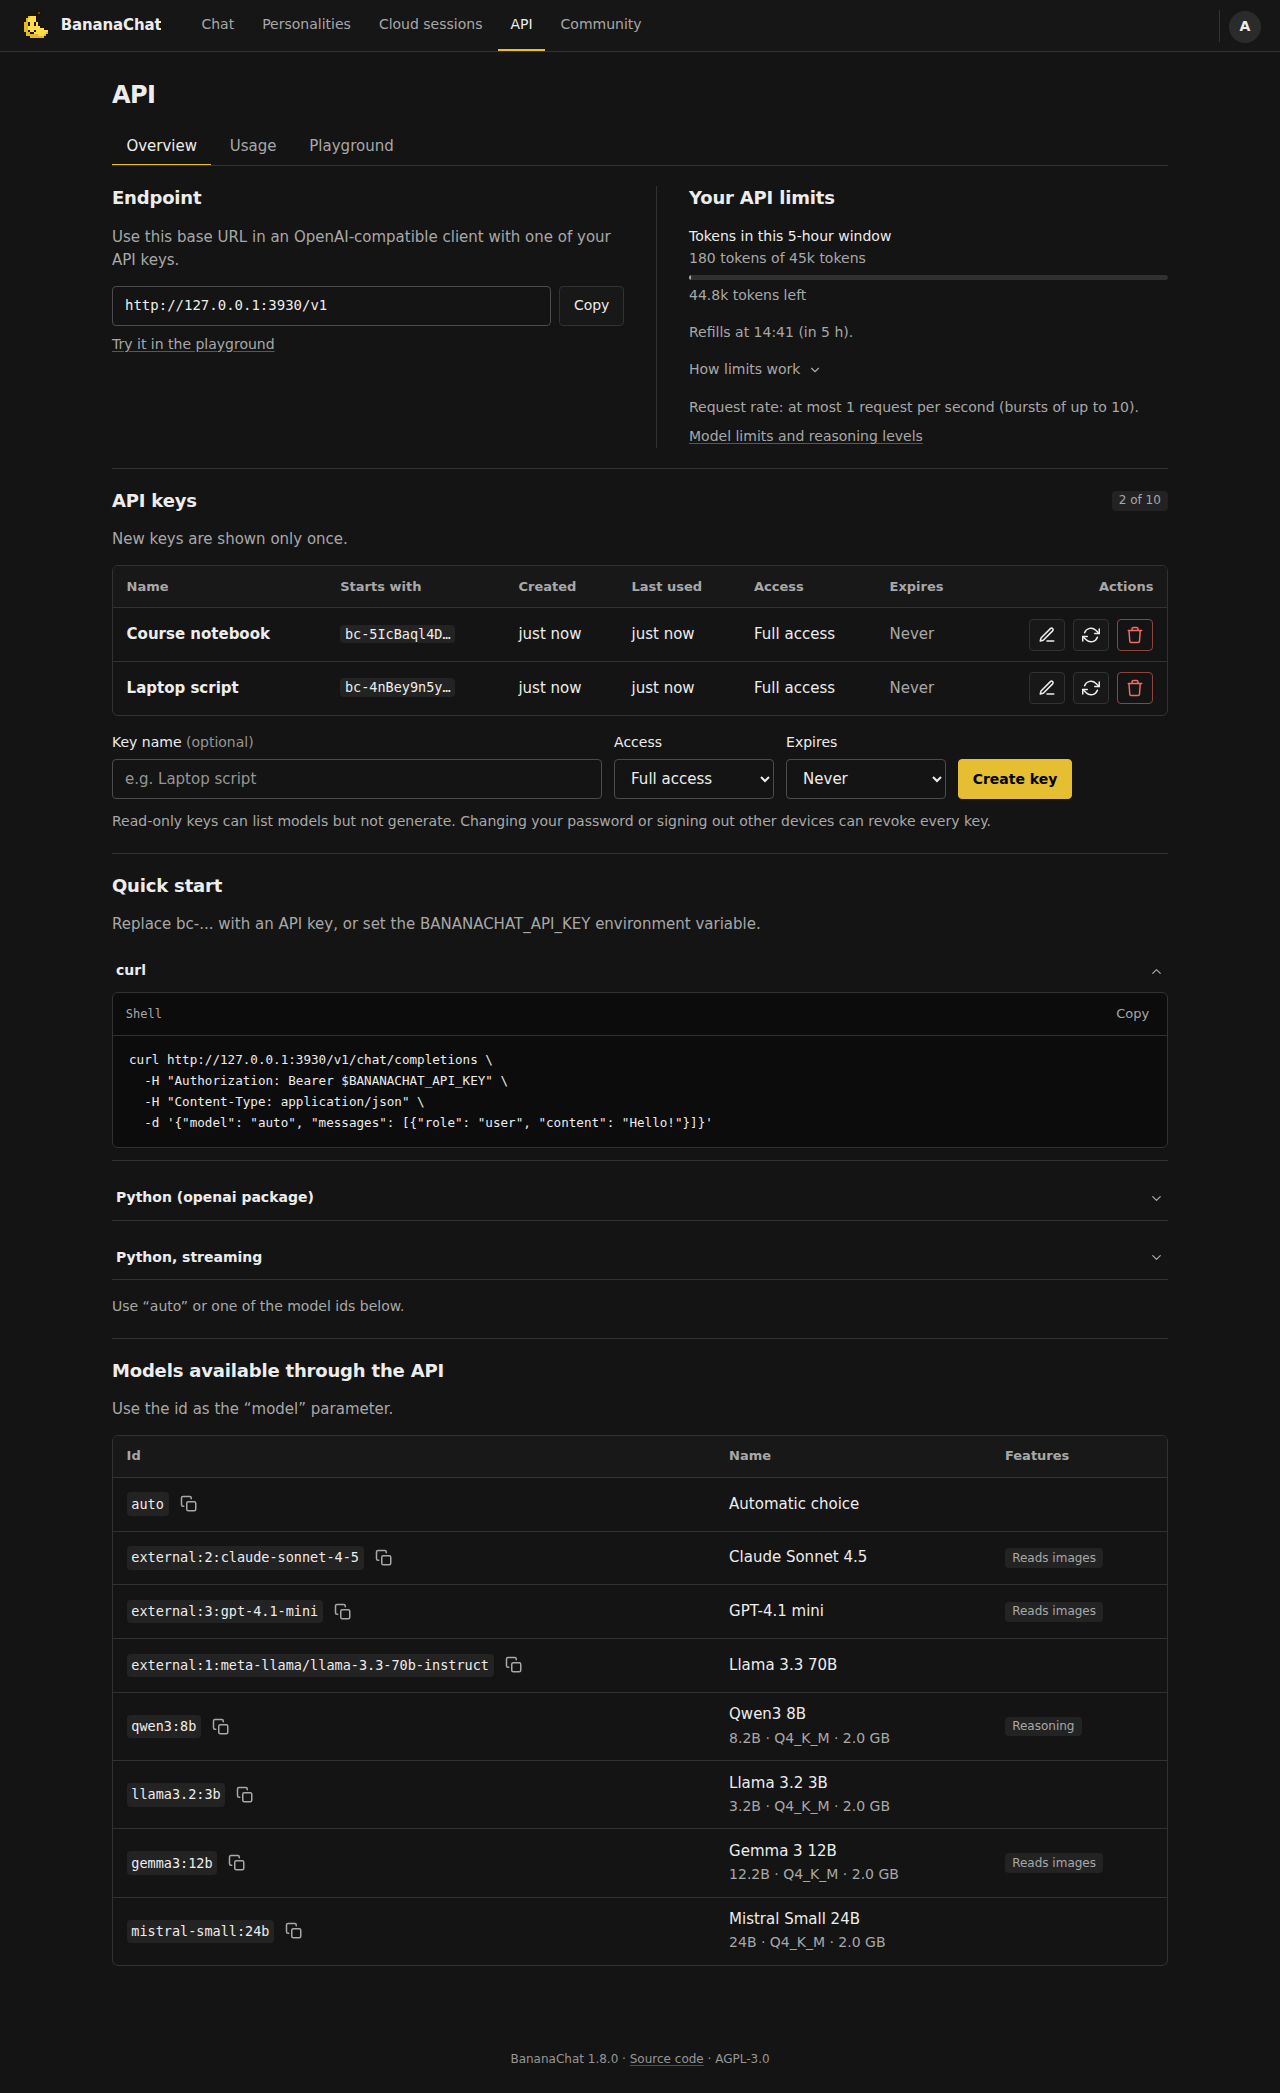 BananaChat
Chat
Personalities
Cloud sessions
API
Community
A
API
Overview
Usage
Playground
Endpoint
Use this base URL in an OpenAI-compatible client with one of your
API keys.
http://127.0.0.1:3930/v1
Copy
Try it in the playground
Your API limits
Tokens in this 5-hour window
180 tokens of 45k tokens
44.8k tokens left
Refills at 14:41 (in 5 h).
How limits work
Request rate: at most 1 request per second (bursts of up to 10).
Model limits and reasoning levels
API keys
2 of 10
New keys are shown only once.
Name Starts with Created Last used Access Expires Actions
Course notebook bc-5IcBaql4D… just now just now Full access Never
Laptop script bc-4nBey9n5y… just now just now Full access Never
Key name (optional) Access Expires
e.g. Laptop script Full access Never Create key
Read-only keys can list models but not generate. Changing your password or signing out other devices can revoke every key.
Quick start
Replace bc-... with an API key, or set the BANANACHAT_API_KEY environment variable.
curl
Shell
Copy
curl http://127.0.0.1:3930/v1/chat/completions \
  -H "Authorization: Bearer $BANANACHAT_API_KEY" \
  -H "Content-Type: application/json" \
  -d '{"model": "auto", "messages": [{"role": "user", "content": "Hello!"}]}'
Python (openai package)
Python, streaming
Use “auto” or one of the model ids below.
Models available through the API
Use the id as the “model” parameter.
Id Name Features
auto Automatic choice
external:2:claude-sonnet-4-5 Claude Sonnet 4.5 Reads images
external:3:gpt-4.1-mini GPT-4.1 mini Reads images
external:1:meta-llama/llama-3.3-70b-instruct Llama 3.3 70B
qwen3:8b Qwen3 8B Reasoning
8.2B · Q4_K_M · 2.0 GB
llama3.2:3b Llama 3.2 3B
3.2B · Q4_K_M · 2.0 GB
gemma3:12b Gemma 3 12B Reads images
12.2B · Q4_K_M · 2.0 GB
mistral-small:24b Mistral Small 24B
24B · Q4_K_M · 2.0 GB
BananaChat 1.8.0 · Source code · AGPL-3.0